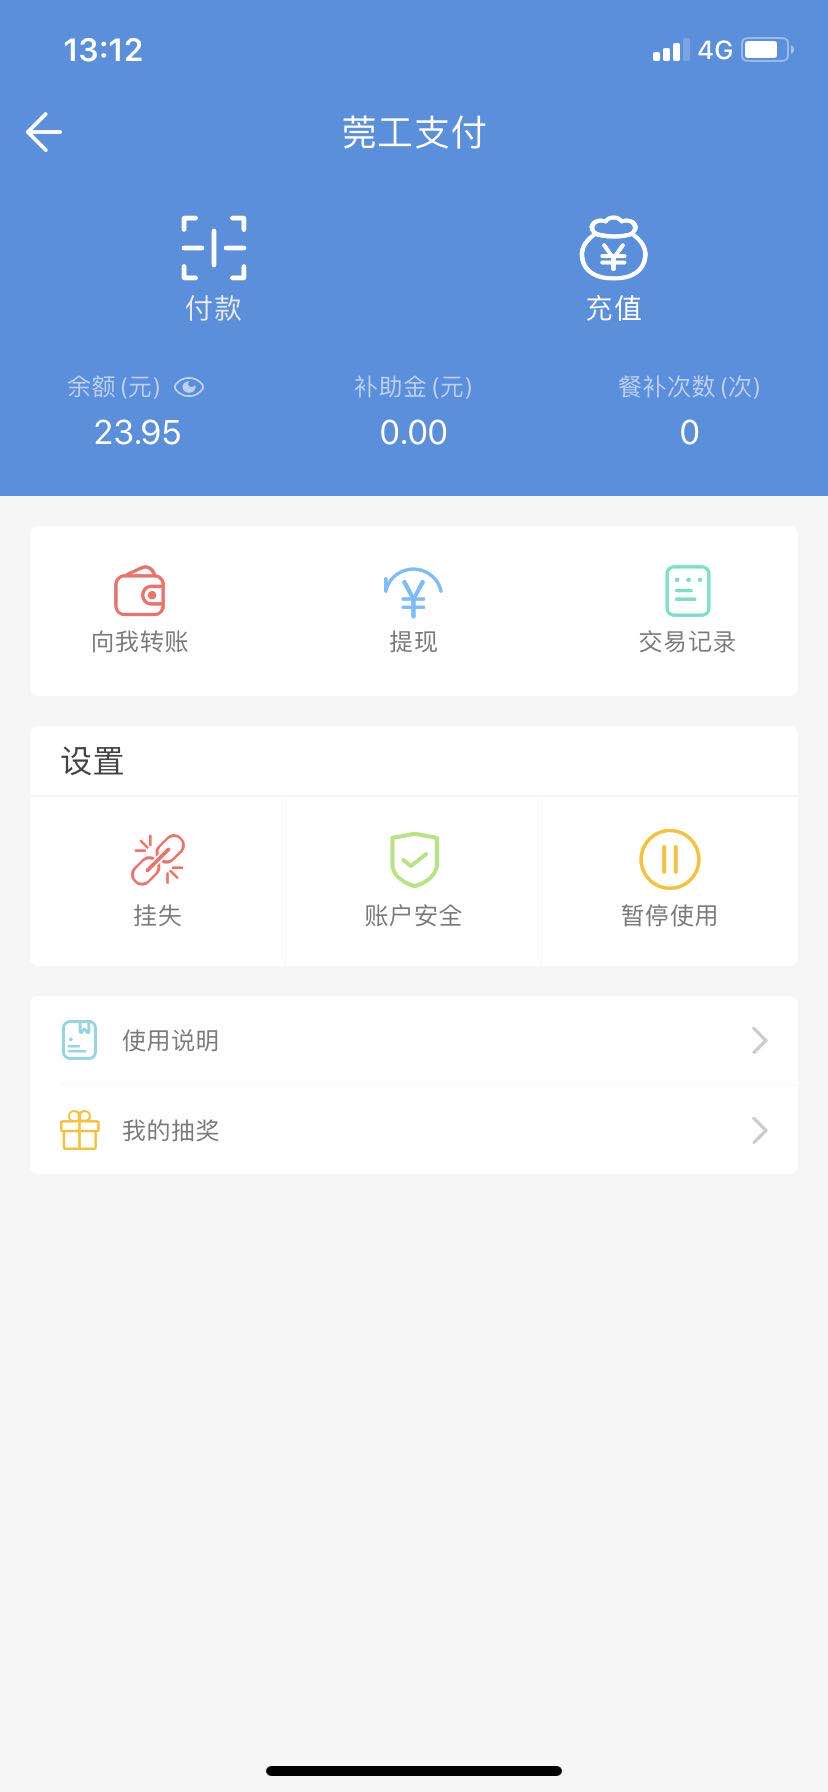 13:12 4G
莞工支付
付款 充值
余额 (元) 补助金 (元) 餐补次数 (次)
23.95 0.00 0
向我转账 提现 交易记录
设置
挂失 账户安全 暂停使用
使用说明
我的抽奖